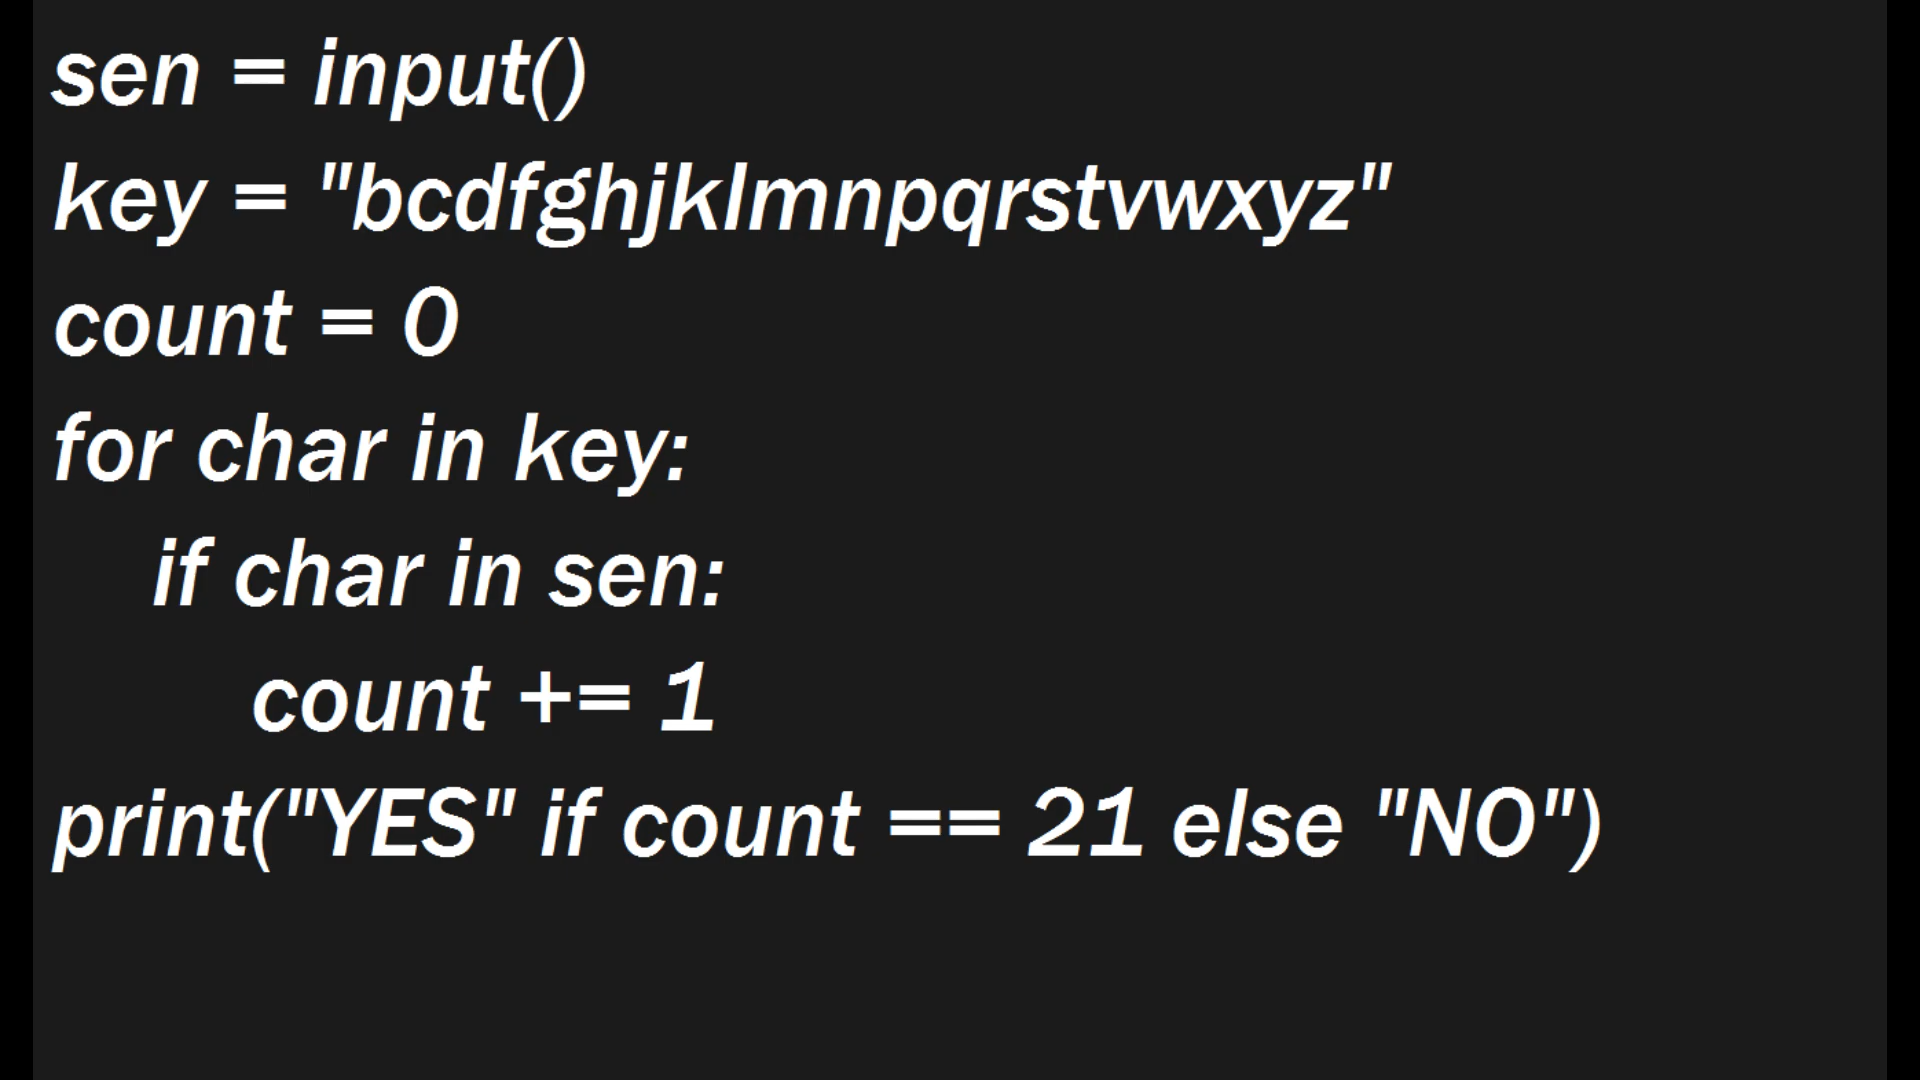 sen = input()
key = "bcdfghjklmnpqrstvwxyz"
count = 0
for char in key:
    if char in sen:
        count += 1
print("YES" if count == 21 else "NO")